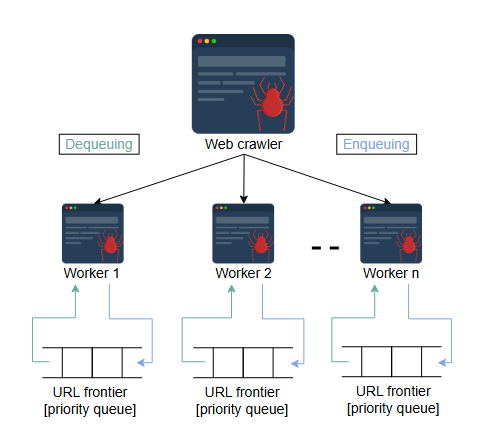 Web crawler
Dequeuing
Enqueuing
Worker 1
Worker 2
Worker n
URL frontier
[priority queue]
URL frontier
[priority queue]
URL frontier
[priority queue]